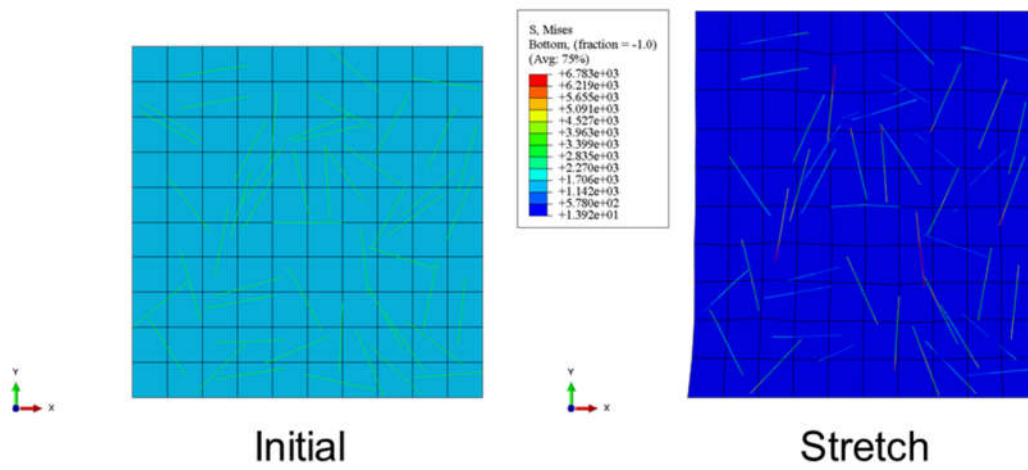 S, Mises
Bottom, (fraction = -1.0)
(Avg: 75%)
+6.783e+03
+6.219e+03
+5.655e+03
+5.091e+03
+4.527e+03
+3.963e+03
+3.399e+03
+2.835e+03
+2.270e+03
+1.706e+03
+1.142e+03
+5.780e+02
+1.392e+01
Y
X
Y
X
Initial
Stretch